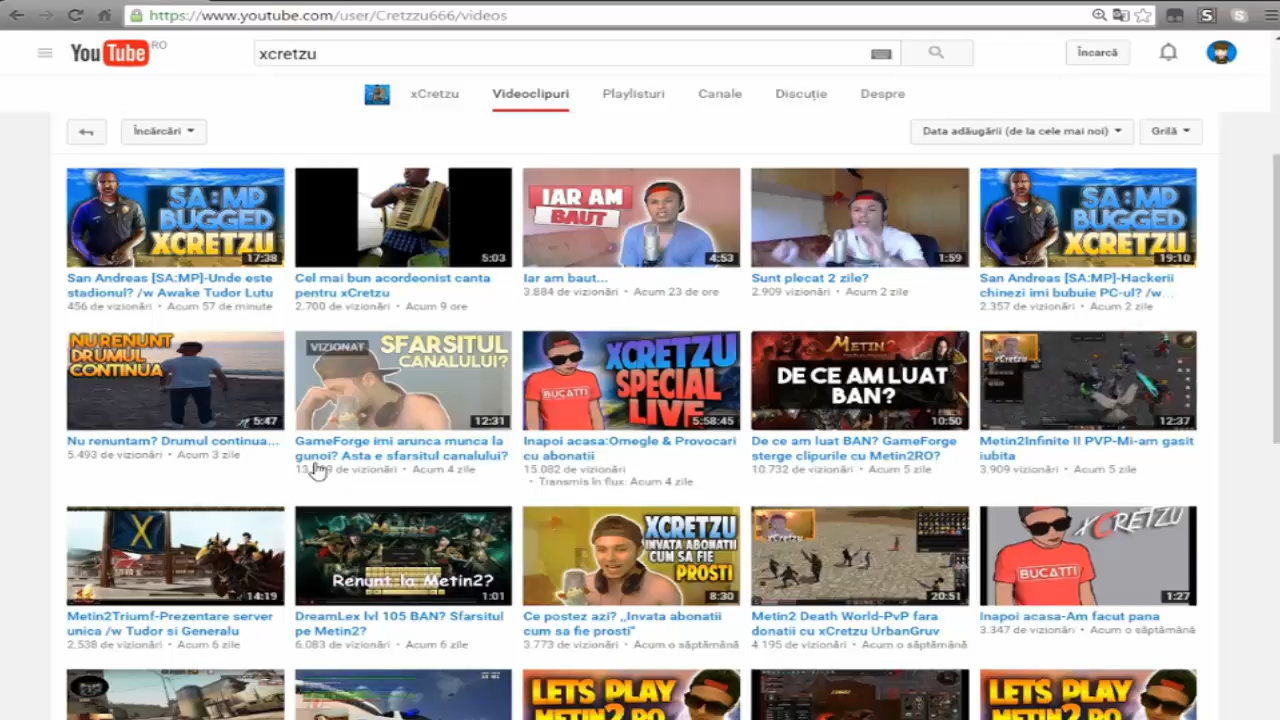 https://www.youtube.com/user/Cretzzu666/videos
S
You Tube RO
xcretzu
Încarcă
xCretzu
Videoclipuri
Playlisturi
Canale
Discuție
Despre
Încărcări
Data adăugării (de la cele mai noi)
Grilă
SA:MP
BUGGED
XCRETZU
17:38
5:03
IAR AM
BAUT
4:53
1:59
SA:MP
BUGGED
XCRETZU
19:10
San Andreas [SA:MP]-Unde este
stadionul? /w Awake Tudor Lutu
456 de vizionări • Acum 57 de minute
Cel mai bun acordeonist canta
pentru xCretzu
2.700 de vizionări • Acum 9 ore
Iar am baut...
3.884 de vizionări • Acum 23 de ore
Sunt plecat 2 zile?
2.909 vizionări • Acum 2 zile
San Andreas [SA:MP]-Hackerii
chinezi imi bubuie PC-ul? /w...
2.357 de vizionări • Acum 2 zile
NU RENUNT
DRUMUL
CONTINUA
5:47
VIZIONAT
SFARSITUL
CANALULUI?
12:31
XCRETZU
SPECIAL
LIVE
BUCATTI
5:58:45
METIN2
DE CE AM LUAT
BAN?
10:50
xCretzu
12:37
Nu renuntam? Drumul continua...
5.493 de vizionări • Acum 3 zile
GameForge imi arunca munca la
gunoi? Asta e sfarsitul canalului?
de vizionări • Acum 4 zile
Inapoi acasa:Omegle & Provocari
cu abonatii
15.082 de vizionări
• Transmis în flux: Acum 4 zile
De ce am luat BAN? GameForge
sterge clipurile cu Metin2RO?
10.732 de vizionări • Acum 5 zile
Metin2Infinite II PVP-Mi-am gasit
iubita
3.909 vizionări • Acum 5 zile
X
14:19
Renunt la Metin2?
1:01
XCRETZU
INVATA ABONATII
CUM SA FIE
PROSTI
8:30
xCretzu
20:51
XCRETZU
BUCATTI
1:27
Metin2Triumf-Prezentare server
unica /w Tudor si Generalu
2.538 de vizionări • Acum 6 zile
DreamLex lvl 105 BAN? Sfarsitul
pe Metin2?
6.083 de vizionări • Acum 6 zile
Ce postez azi? ,,Invata abonatii
cum sa fie prosti"
3.773 de vizionări • Acum o săptămână
Metin2 Death World-PvP fara
donatii cu xCretzu UrbanGruv
4 195 de vizionări • Acum o săptămână
Inapoi acasa-Am facut pana
3.347 de vizionări • Acum o săptămână
LETS PLAY
METIN2 RO
LETS PLAY
METIN2 RO